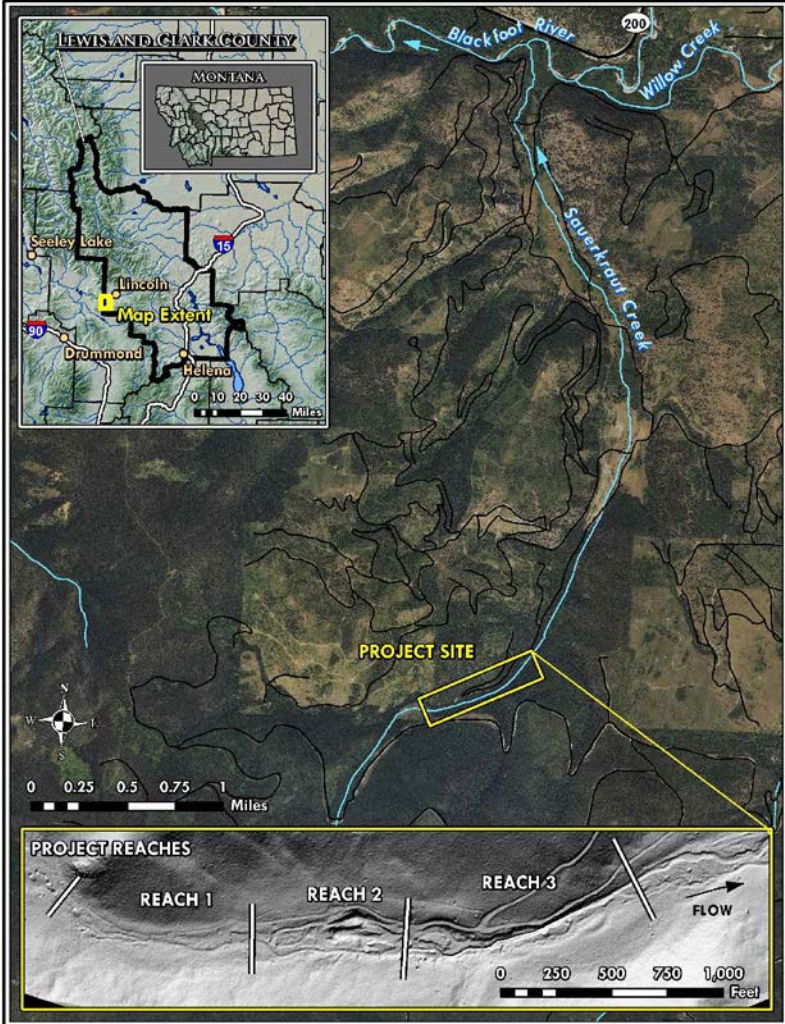 LEWIS AND CLARK COUNTY
MONTANA
Seeley Lake
15
Lincoln
Map Extent
90
Drummond
Helena
0 10 20 30 40
Miles
200
Blackfoot River
Willow Creek
Sauerkraut Creek
PROJECT SITE
N
W E
S
0 0.25 0.5 0.75 1
Miles
PROJECT REACHES
REACH 1
REACH 2
REACH 3
FLOW
0 250 500 750 1,000
Feet